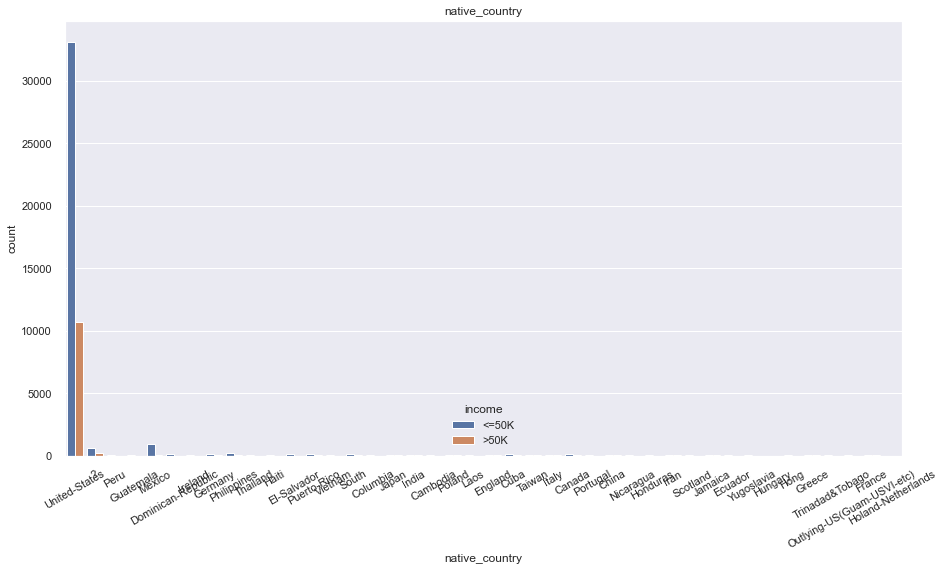 native_country
30000
25000
20000
15000
10000
5000
0
count
income
<=50K
>50K
United-States
?
Peru
Guatemala
Mexico
Dominican-Republic
Ireland
Germany
Philippines
Thailand
Haiti
El-Salvador
Puerto-Rico
Vietnam
South
Columbia
Japan
India
Cambodia
Poland
Laos
England
Cuba
Taiwan
Italy
Canada
Portugal
China
Nicaragua
Honduras
Iran
Scotland
Jamaica
Ecuador
Yugoslavia
Hungary
Hong
Greece
Trinadad&Tobago
Outlying-US(Guam-USVI-etc)
France
Holand-Netherlands
native_country